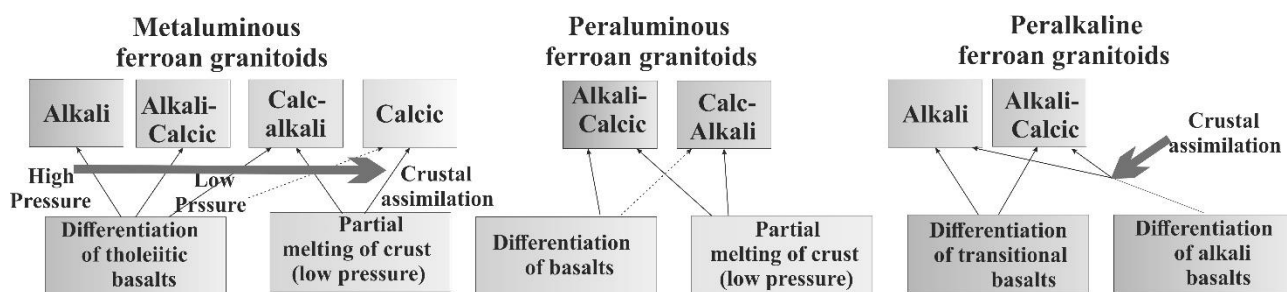 Metaluminous
ferroan granitoids
Alkali
Alkali-
Calcic
Calc-
alkali
Calcic
High
Pressure
Low
Prssure
Crustal
assimilation
Differentiation
of tholeiitic
basalts
Partial
melting of crust
(low pressure)
Peraluminous
ferroan granitoids
Alkali-
Calcic
Calc-
Alkali
Differentiation
of basalts
Partial
melting of crust
(low pressure)
Peralkaline
ferroan granitoids
Alkali
Alkali-
Calcic
Crustal
assimilation
Differentiation
of transitional
basalts
Differentiation
of alkali
basalts